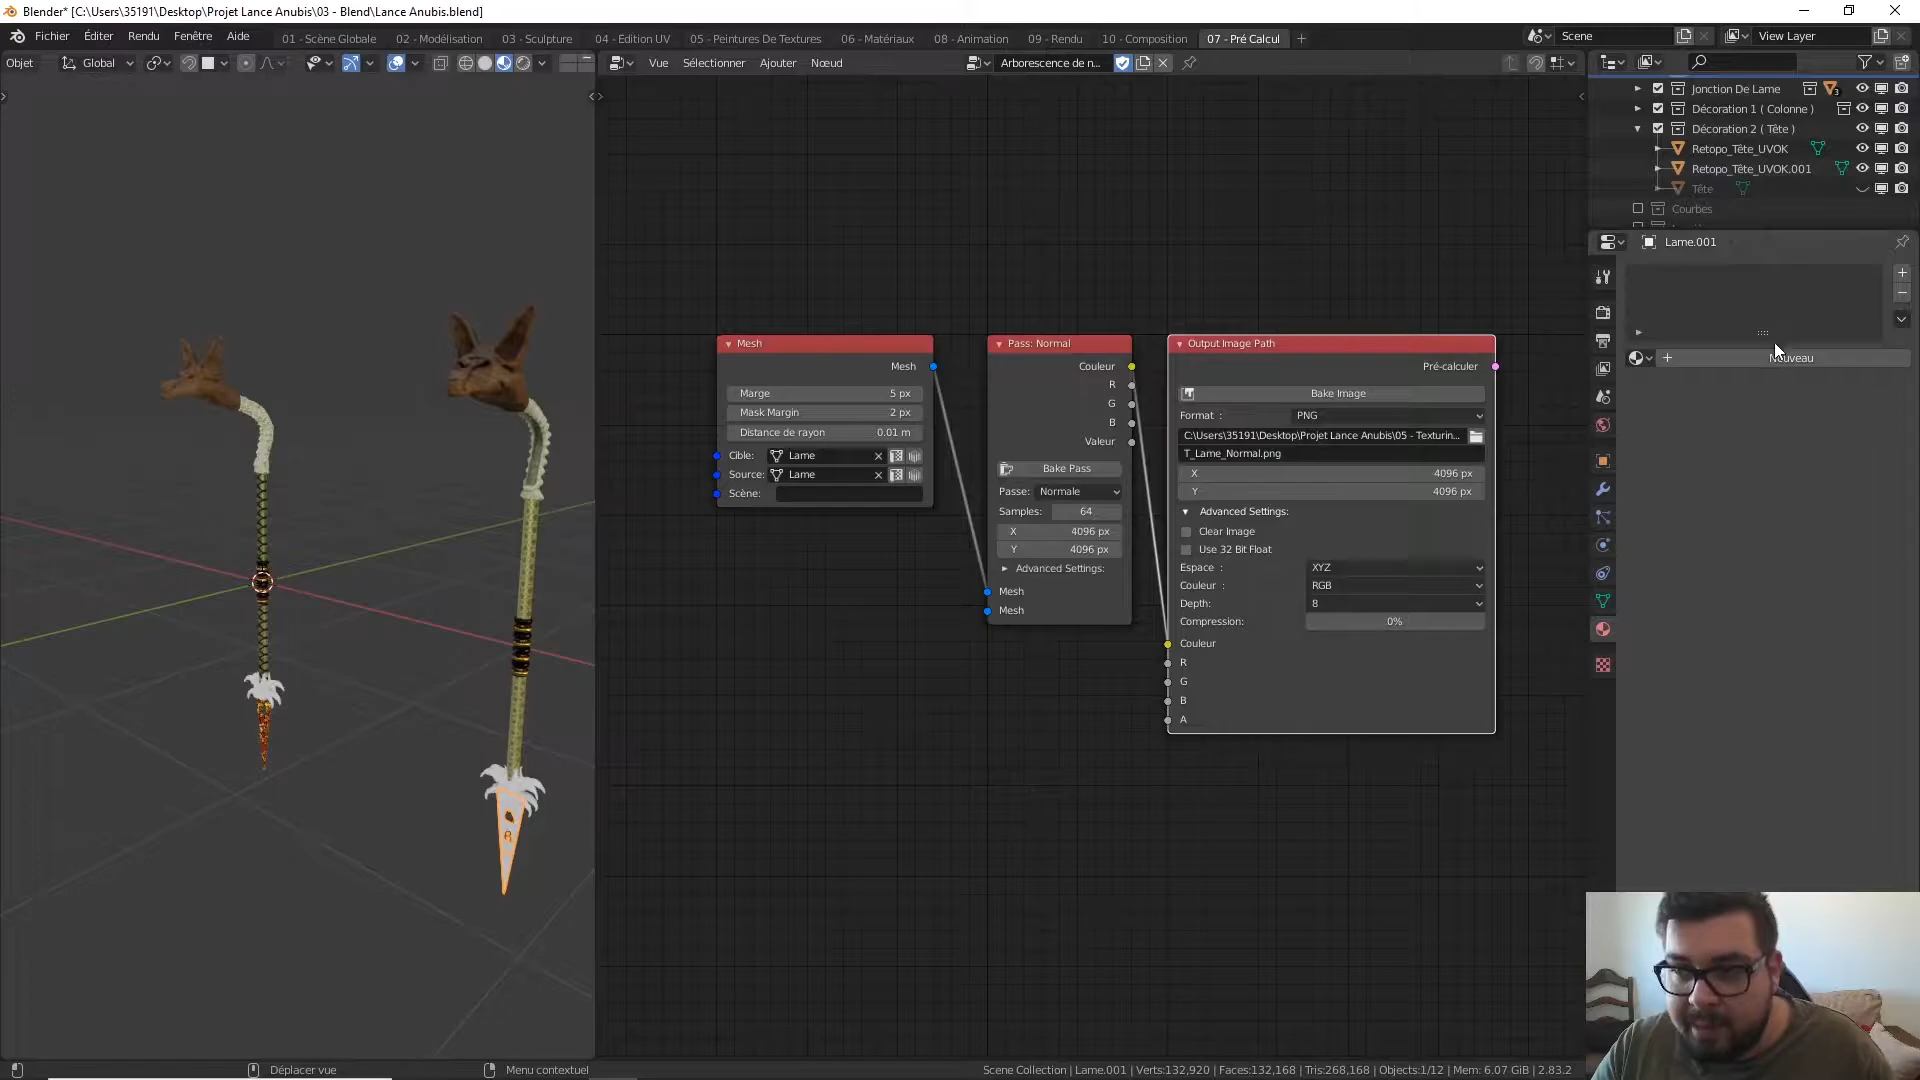 Blender* [C:\Users\35191\Desktop\Projet Lance Anubis\03 - Blend\Lance Anubis.blend]
Fichier Éditer Rendu Fenêtre Aide 01 - Scène Globale 02 - Modélisation 03 - Sculpture 04 - Edition UV 05 - Peintures De Textures 06 - Matériaux 08 - Animation 09 - Rendu 10 - Composition 07 - Pré Calcul Scene View Layer
Objet Global Vue Sélectionner Ajouter Nœud Arborescence de n...
Jonction De Lame 3
Décoration 1 ( Colonne )
Décoration 2 ( Tête )
Retopo_Tête_UVOK
Retopo_Tête_UVOK.001
Tête
Courbes
Lame.001
Nouveau
Mesh
Mesh
Marge 5 px
Mask Margin 2 px
Distance de rayon 0.01 m
Cible: Lame
Source: Lame
Scène:
Pass: Normal
Couleur
R
G
B
Valeur
Bake Pass
Passe: Normale
Samples: 64
X 4096 px
Y 4096 px
Advanced Settings:
Mesh
Mesh
Output Image Path
Pré-calculer
Bake Image
Format : PNG
C:\Users\35191\Desktop\Projet Lance Anubis\05 - Texturin...
T_Lame_Normal.png
X 4096 px
Y 4096 px
Advanced Settings:
Clear Image
Use 32 Bit Float
Espace : XYZ
Couleur : RGB
Depth: 8
Compression: 0%
Couleur
R
G
B
A
Déplacer vue Menu contextuel Scene Collection | Lame.001 | Verts:132,920 | Faces:132,168 | Tris:268,168 | Objects:1/12 | Mem: 6.07 GiB | 2.83.2